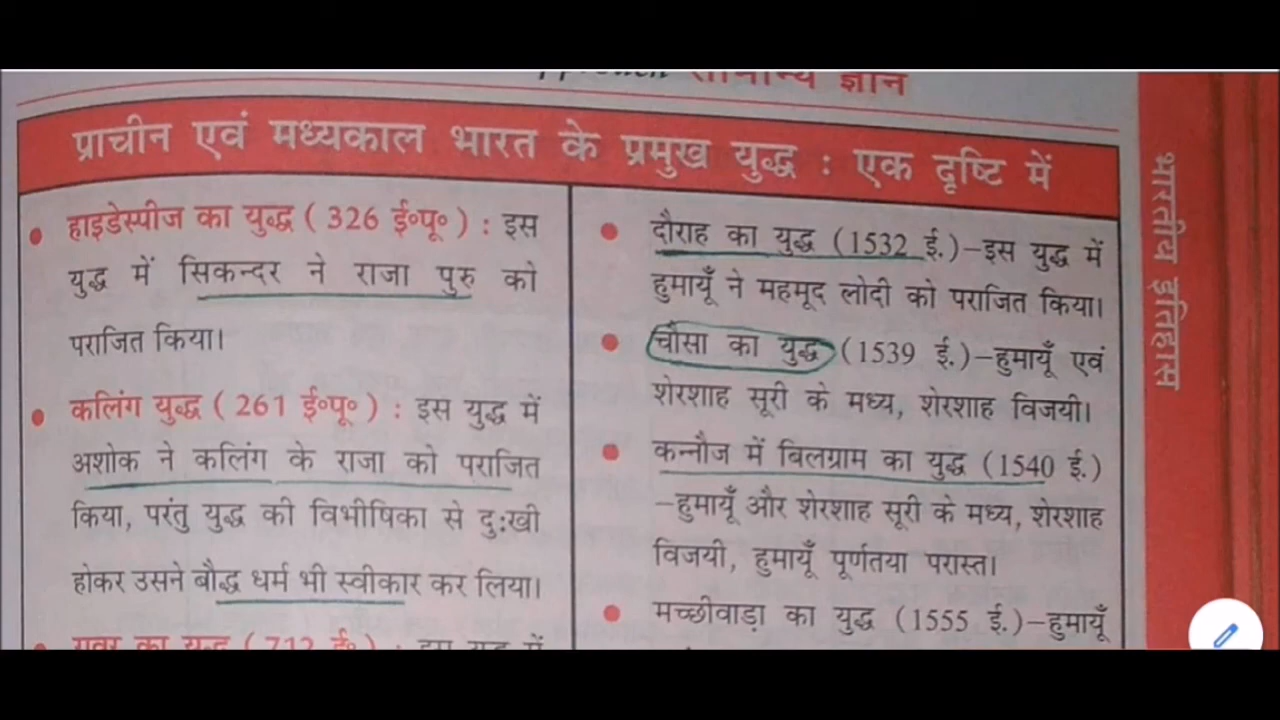 सामान्य ज्ञान
प्राचीन एवं मध्यकाल भारत के प्रमुख युद्ध : एक दृष्टि में
हाइडेस्पीज का युद्ध ( 326 ई॰पू॰ ) : इस
युद्ध में सिकन्दर ने राजा पुरु को
पराजित किया।
कलिंग युद्ध ( 261 ई॰पू॰ ) : इस युद्ध में
अशोक ने कलिंग के राजा को पराजित
किया, परंतु युद्ध की विभीषिका से दु:खी
होकर उसने बौद्ध धर्म भी स्वीकार कर लिया।
का युद्ध ( 712 ई॰ ) : इस युद्ध में
दौराह का युद्ध (1532 ई.)–इस युद्ध में
हुमायूँ ने महमूद लोदी को पराजित किया।
चौसा का युद्ध (1539 ई.)–हुमायूँ एवं
शेरशाह सूरी के मध्य, शेरशाह विजयी।
कन्नौज में बिलग्राम का युद्ध (1540 ई.)
–हुमायूँ और शेरशाह सूरी के मध्य, शेरशाह
विजयी, हुमायूँ पूर्णतया परास्त।
मच्छीवाड़ा का युद्ध (1555 ई.)–हुमायूँ
भारतीय इतिहास